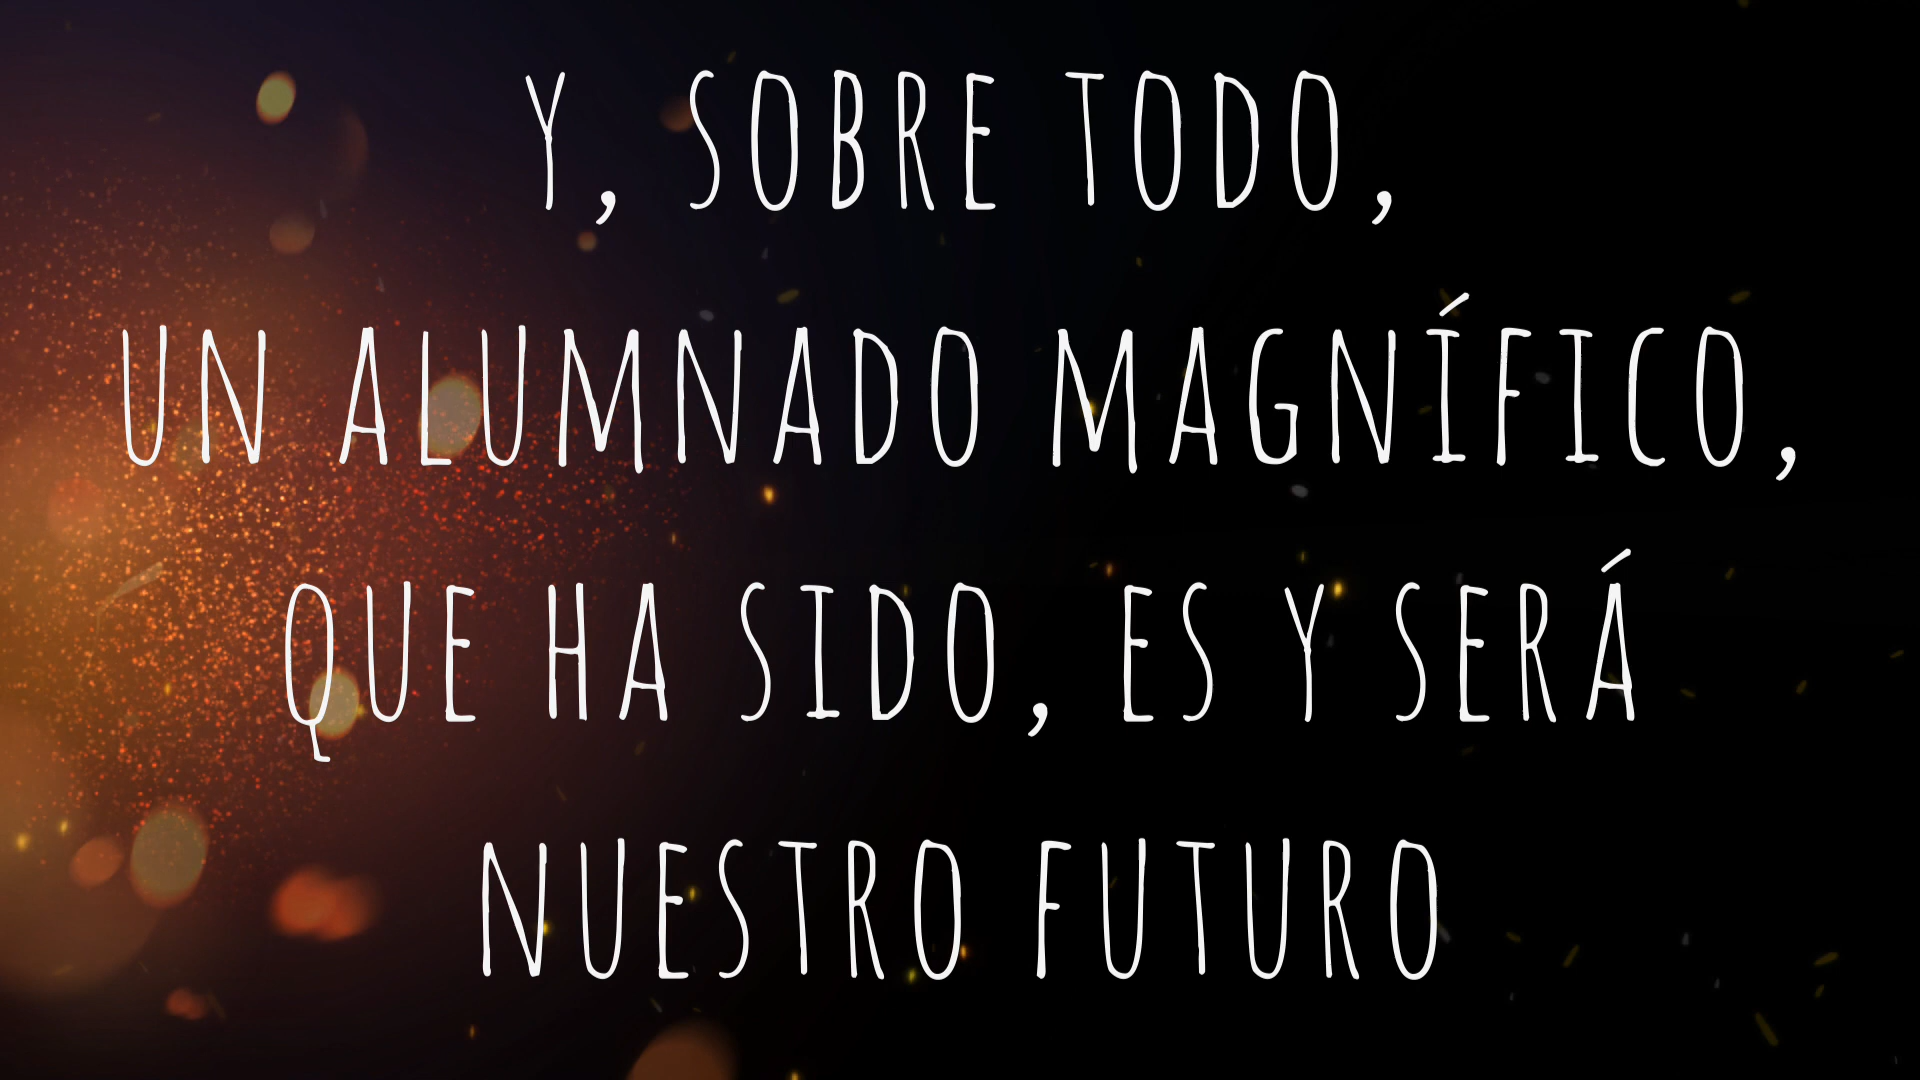 Y, SOBRE TODO,
UN ALUMNADO MAGNÍFICO,
QUE HA SIDO, ES Y SERÁ
NUESTRO FUTURO